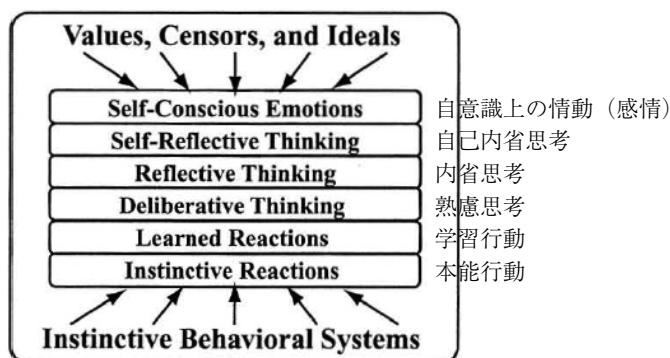 Values, Censors, and Ideals
Self-Conscious Emotions 自意識上の情動（感情）
Self-Reflective Thinking 自己内省思考
Reflective Thinking 内省思考
Deliberative Thinking 熟慮思考
Learned Reactions 学習行動
Instinctive Reactions 本能行動
Instinctive Behavioral Systems